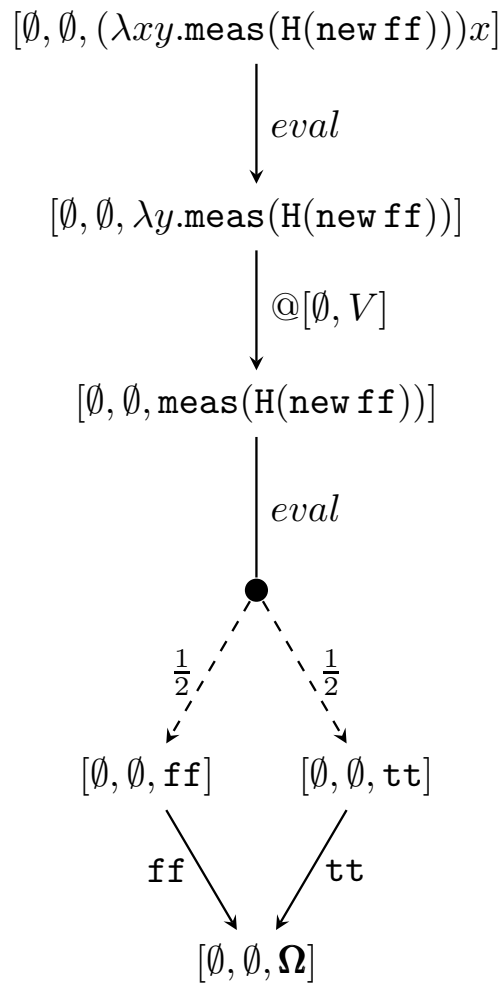 [∅, ∅, (λxy.meas(H(new ff)))x]
eval
[∅, ∅, λy.meas(H(new ff))]
@[∅, V]
[∅, ∅, meas(H(new ff))]
eval
1/2 1/2
[∅, ∅, ff] [∅, ∅, tt]
ff tt
[∅, ∅, Ω]